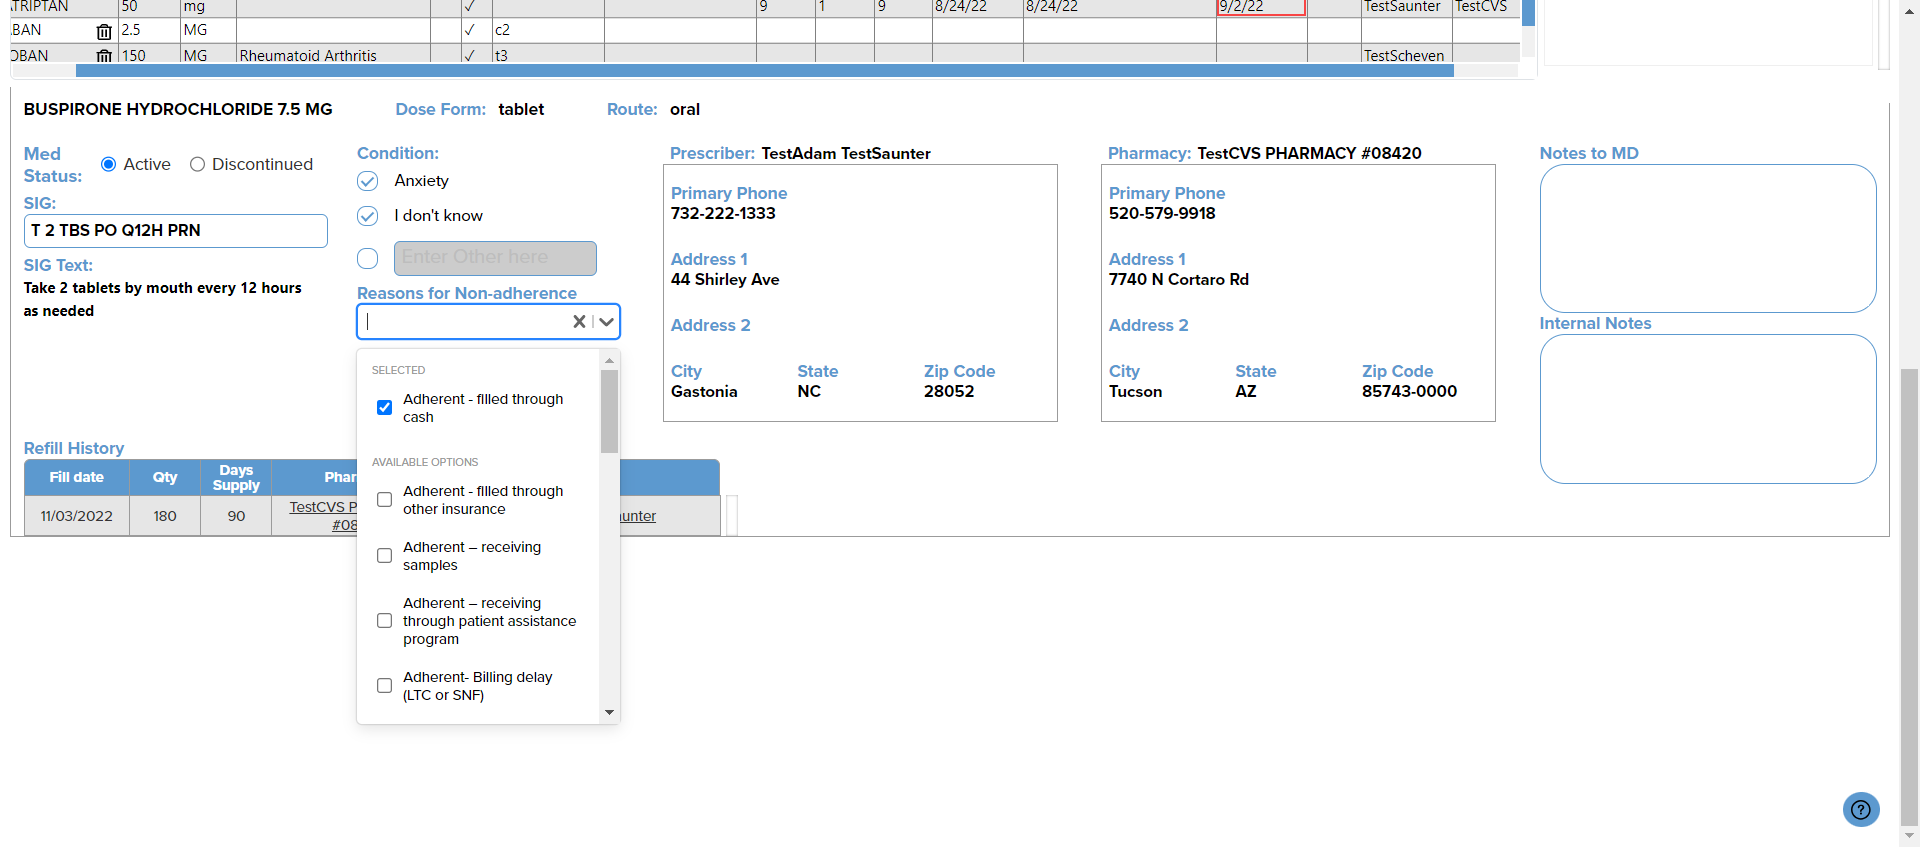 ATRIPTAN 50 mg ✓ 9 1 9 8/24/22 8/24/22 9/2/22 TestSaunter TestCVS
BAN 2.5 MG ✓ c2
OBAN 150 MG Rheumatoid Arthritis ✓ t3 TestScheven
BUSPIRONE HYDROCHLORIDE 7.5 MG Dose Form: tablet Route: oral
Med Status: Active Discontinued
SIG:
T 2 TBS PO Q12H PRN
SIG Text:
Take 2 tablets by mouth every 12 hours
as needed
Condition:
Anxiety
I don't know
Enter Other here
Reasons for Non-adherence
SELECTED
Adherent - filled through
cash
AVAILABLE OPTIONS
Adherent - filled through
other insurance
Adherent – receiving
samples
Adherent – receiving
through patient assistance
program
Adherent- Billing delay
(LTC or SNF)
Prescriber: TestAdam TestSaunter
Primary Phone
732-222-1333
Address 1
44 Shirley Ave
Address 2
City State Zip Code
Gastonia NC 28052
Pharmacy: TestCVS PHARMACY #08420
Primary Phone
520-579-9918
Address 1
7740 N Cortaro Rd
Address 2
City State Zip Code
Tucson AZ 85743-0000
Notes to MD
Internal Notes
Refill History
Fill date Qty Days Supply Phar
11/03/2022 180 90 TestCVS P #08 unter